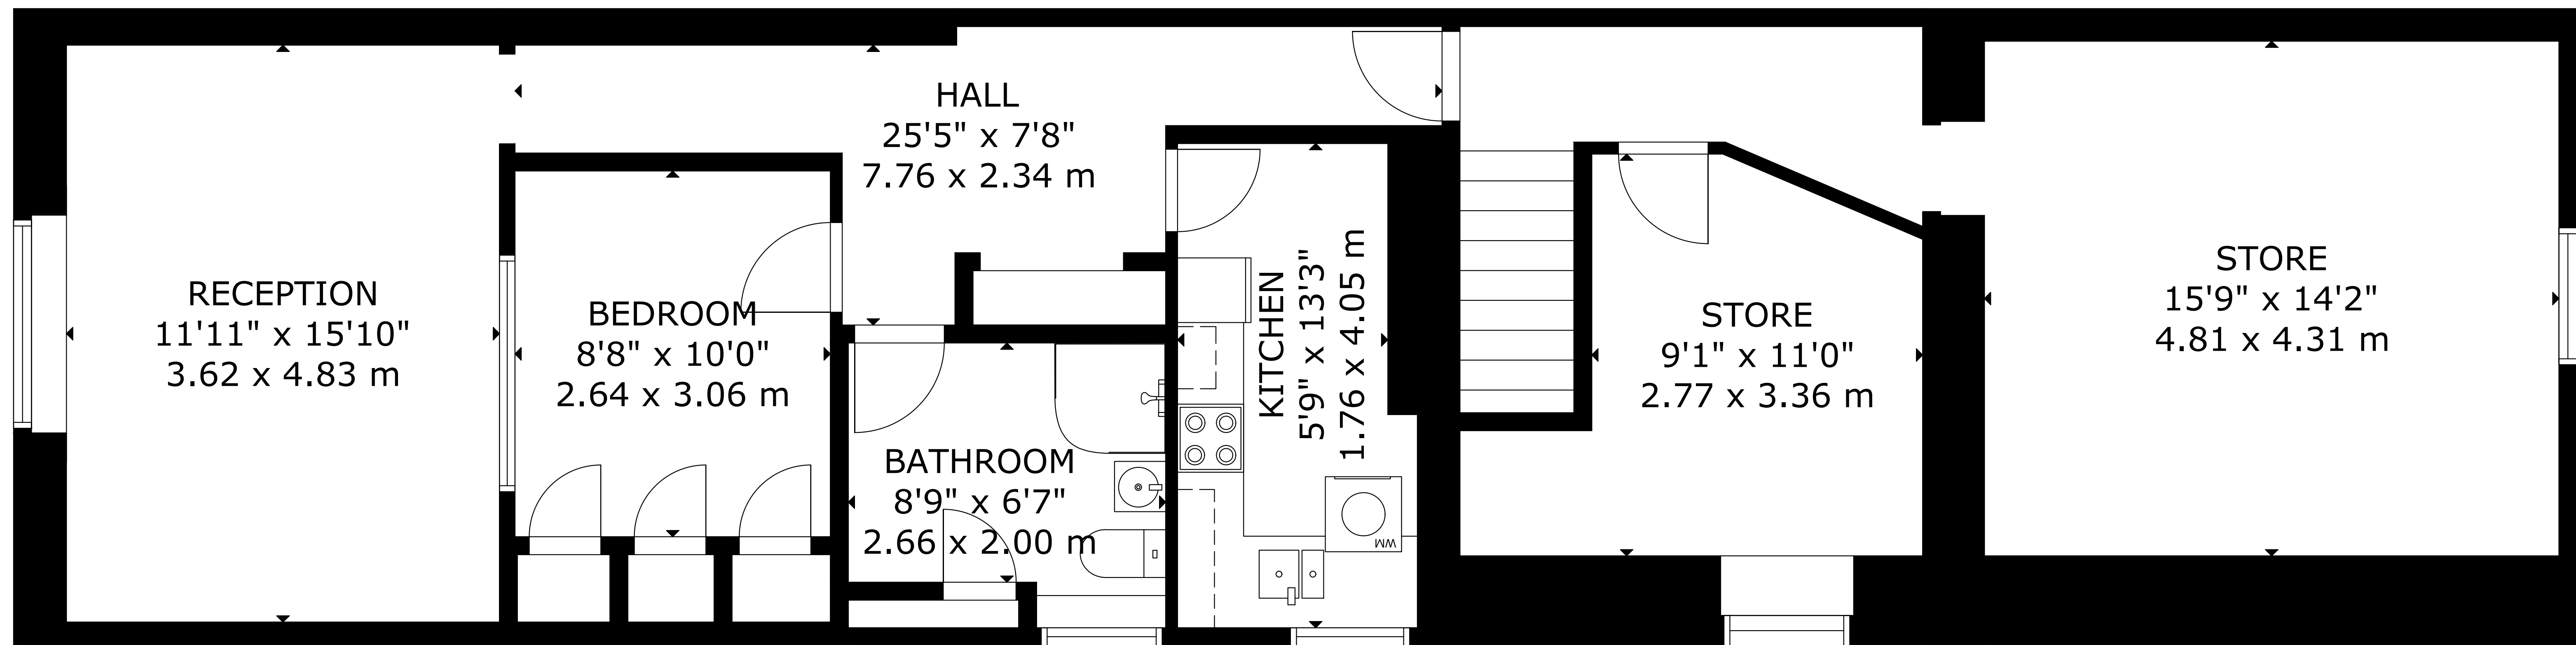 HALL
25'5" x 7'8"
7.76 x 2.34 m
RECEPTION
11'11" x 15'10"
3.62 x 4.83 m
BEDROOM
8'8" x 10'0"
2.64 x 3.06 m
BATHROOM
8'9" x 6'7"
2.66 x 2.00 m
KITCHEN
5'9" x 13'3"
1.76 x 4.05 m
WM
STORE
9'1" x 11'0"
2.77 x 3.36 m
STORE
15'9" x 14'2"
4.81 x 4.31 m